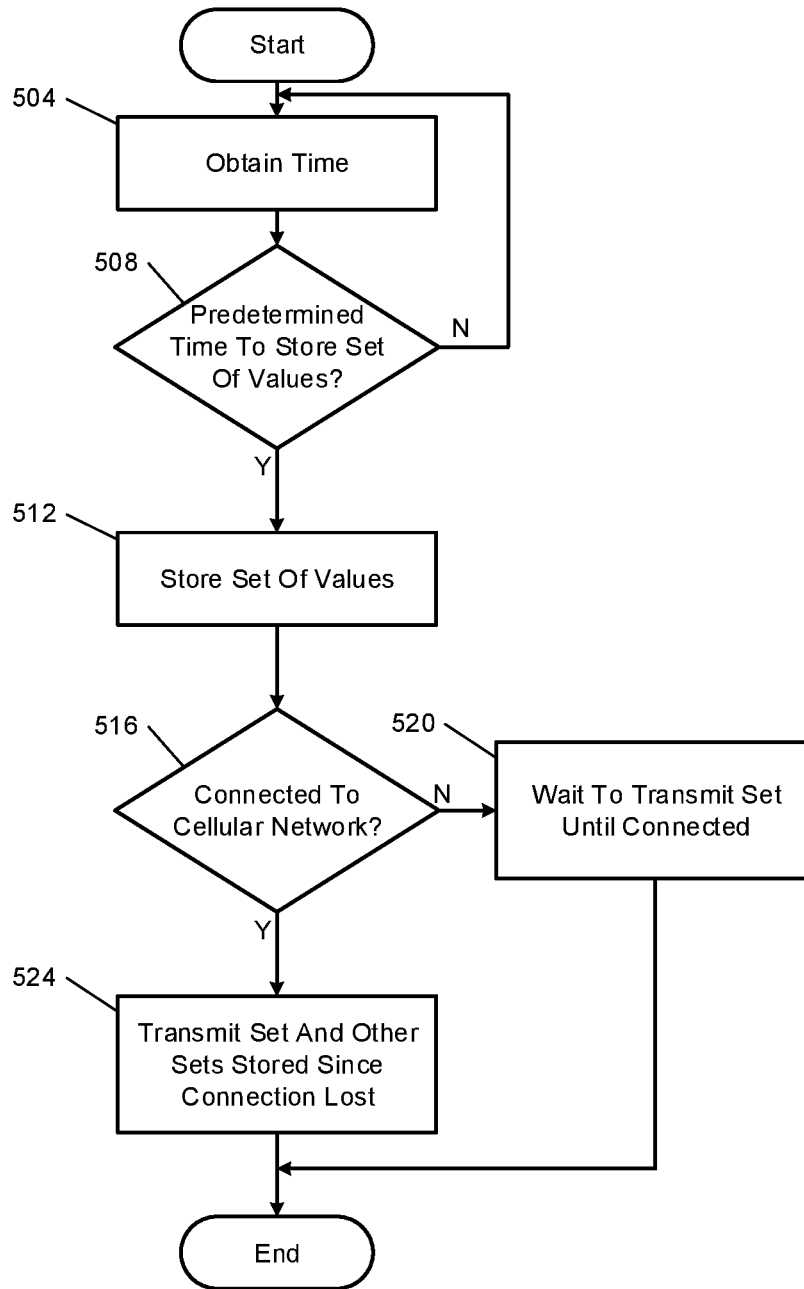 Start
504
Obtain Time
508
Predetermined
Time To Store Set
Of Values?
N
Y
512
Store Set Of Values
516
Connected To
Cellular Network?
N
520
Wait To Transmit Set
Until Connected
Y
524
Transmit Set And Other
Sets Stored Since
Connection Lost
End